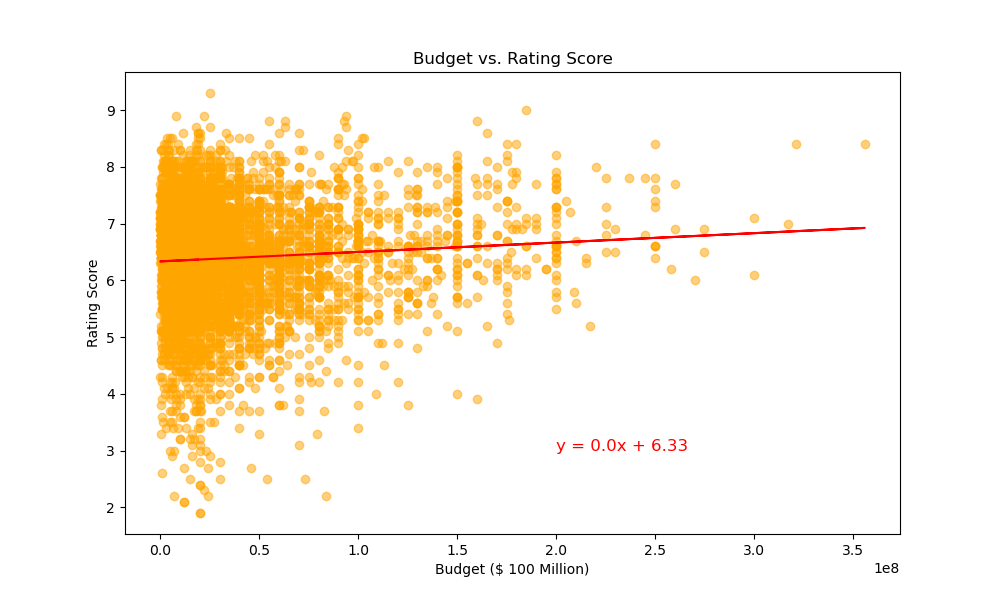 Budget vs. Rating Score
Rating Score
9
8
7
6
5
4
3
2
y = 0.0x + 6.33
0.0 0.5 1.0 1.5 2.0 2.5 3.0 3.5
1e8
Budget ($ 100 Million)